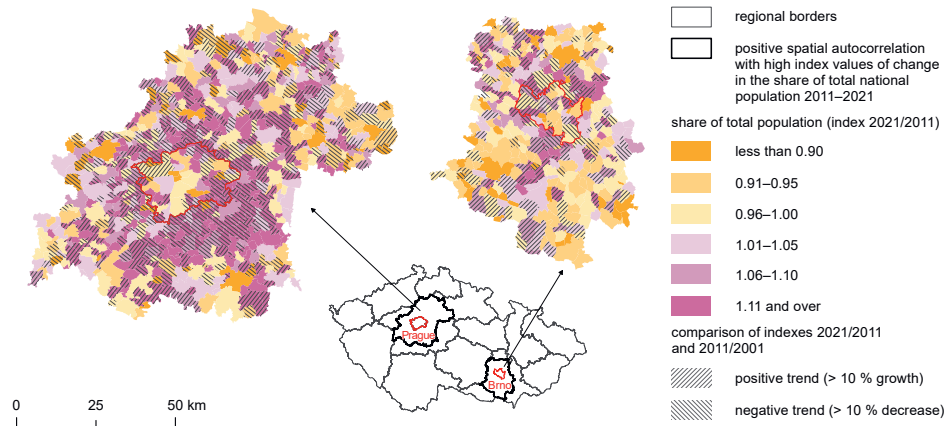 regional borders
positive spatial autocorrelation
with high index values of change
in the share of total national
population 2011–2021
share of total population (index 2021/2011)
less than 0.90
0.91–0.95
0.96–1.00
1.01–1.05
1.06–1.10
1.11 and over
comparison of indexes 2021/2011
and 2011/2001
positive trend (> 10 % growth)
negative trend (> 10 % decrease)
Prague
Brno
0 25 50 km